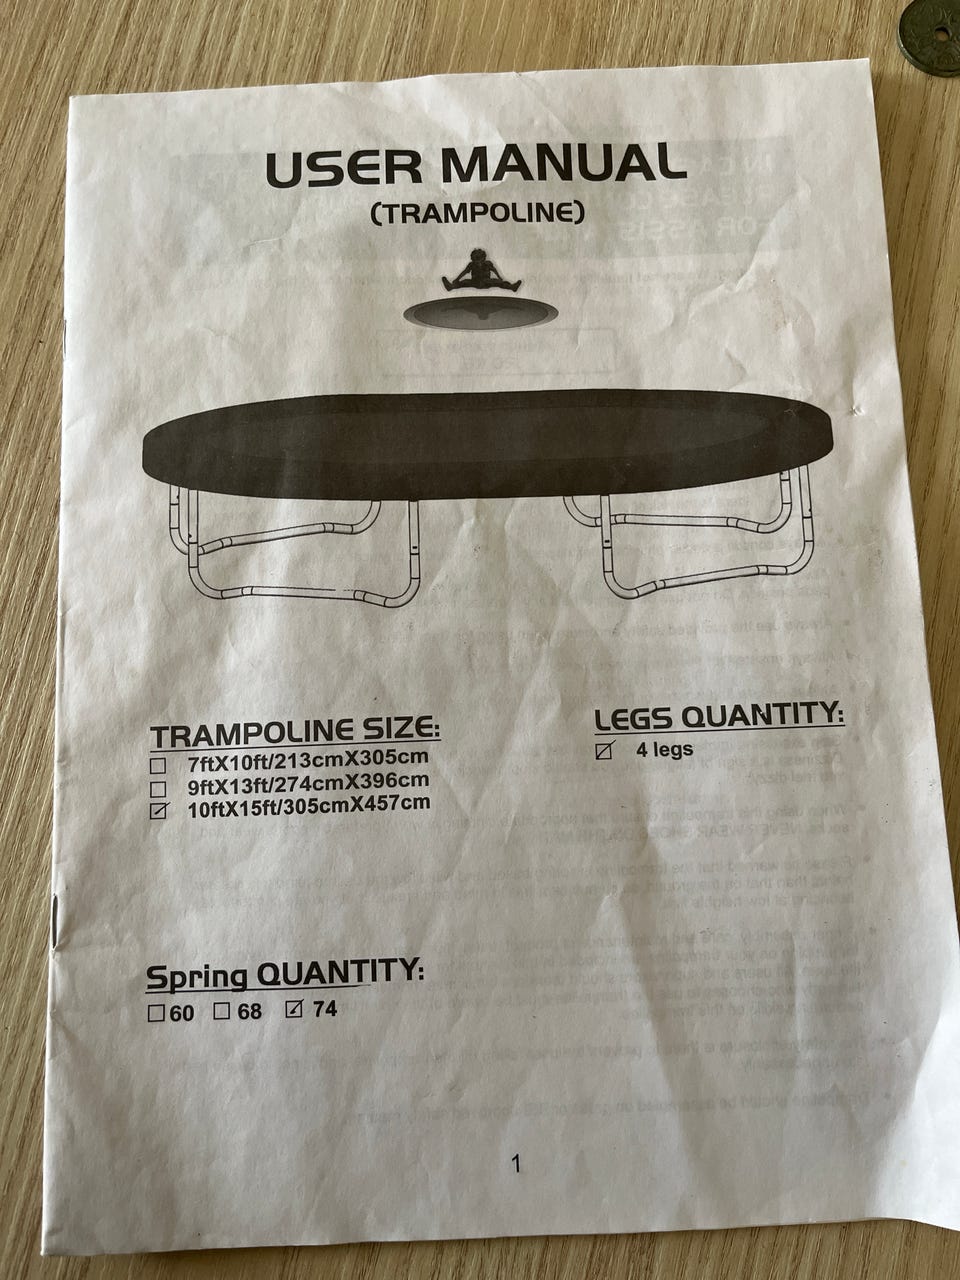 USER MANUAL
(TRAMPOLINE)
TRAMPOLINE SIZE:
7ftX10ft/213cmX305cm
9ftX13ft/274cmX396cm
10ftX15ft/305cmX457cm
LEGS QUANTITY:
4 legs
Spring QUANTITY:
60 68 74
1